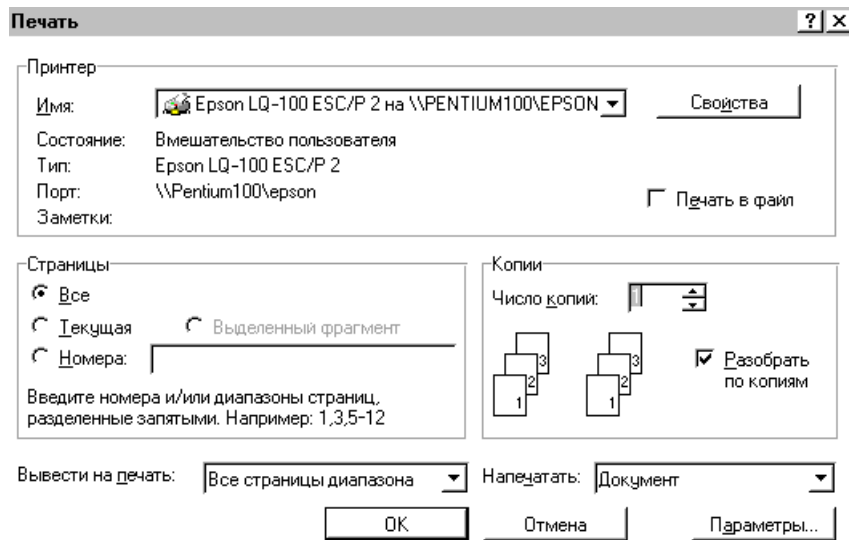 Печать
Принтер
Имя: Epson LQ-100 ESC/P 2 на \\PENTIUM100\EPSON Свойства
Состояние: Вмешательство пользователя
Тип: Epson LQ-100 ESC/P 2
Порт: \\Pentium100\epson
Печать в файл
Заметки:
Страницы
Все
Текущая Выделенный фрагмент
Номера:
Введите номера и/или диапазоны страниц,
разделенные запятыми. Например: 1,3,5-12
Копии
Число копий: 1
3 3
2 2
1 1
Разобрать
по копиям
Вывести на печать: Все страницы диапазона Напечатать: Документ
OK Отмена Параметры...